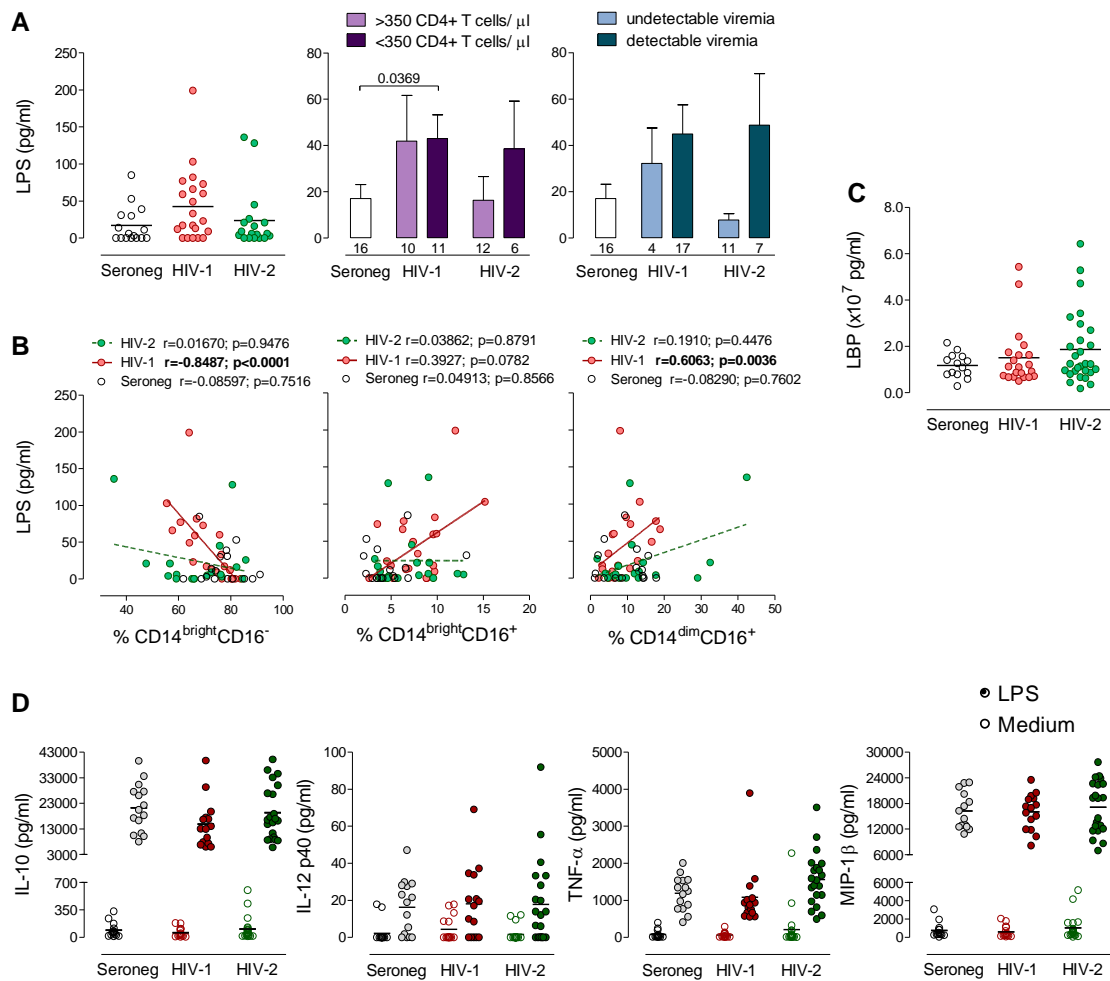 A
>350 CD4+ T cells/ μl
<350 CD4+ T cells/ μl
undetectable viremia
detectable viremia
LPS (pg/ml)
250
200
150
100
50
0
Seroneg HIV-1 HIV-2
80
60
40
20
0
0.0369
16 10 11 12 6
Seroneg HIV-1 HIV-2
80
60
40
20
0
16 4 17 11 7
Seroneg HIV-1 HIV-2
C
LBP (x10⁷ pg/ml)
8.0
6.0
4.0
2.0
0.0
Seroneg HIV-1 HIV-2
B
HIV-2 r=0.01670; p=0.9476
HIV-1 r=-0.8487; p<0.0001
Seroneg r=-0.08597; p=0.7516
HIV-2 r=0.03862; p=0.8791
HIV-1 r=0.3927; p=0.0782
Seroneg r=0.04913; p=0.8566
HIV-2 r=0.1910; p=0.4476
HIV-1 r=0.6063; p=0.0036
Seroneg r=-0.08290; p=0.7602
LPS (pg/ml)
250
200
150
100
50
0
40 60 80 100
% CD14brightCD16-
0 5 10 15 20
% CD14brightCD16+
0 10 20 30 40 50
% CD14dimCD16+
D
LPS
Medium
IL-10 (pg/ml)
43000
33000
23000
13000
3000
700
350
0
Seroneg HIV-1 HIV-2
IL-12 p40 (pg/ml)
100
80
60
40
20
0
Seroneg HIV-1 HIV-2
TNF-α (pg/ml)
5000
4000
3000
2000
1000
0
Seroneg HIV-1 HIV-2
MIP-1 β (pg/ml)
30000
24000
18000
12000
6000
6000
4000
2000
0
Seroneg HIV-1 HIV-2